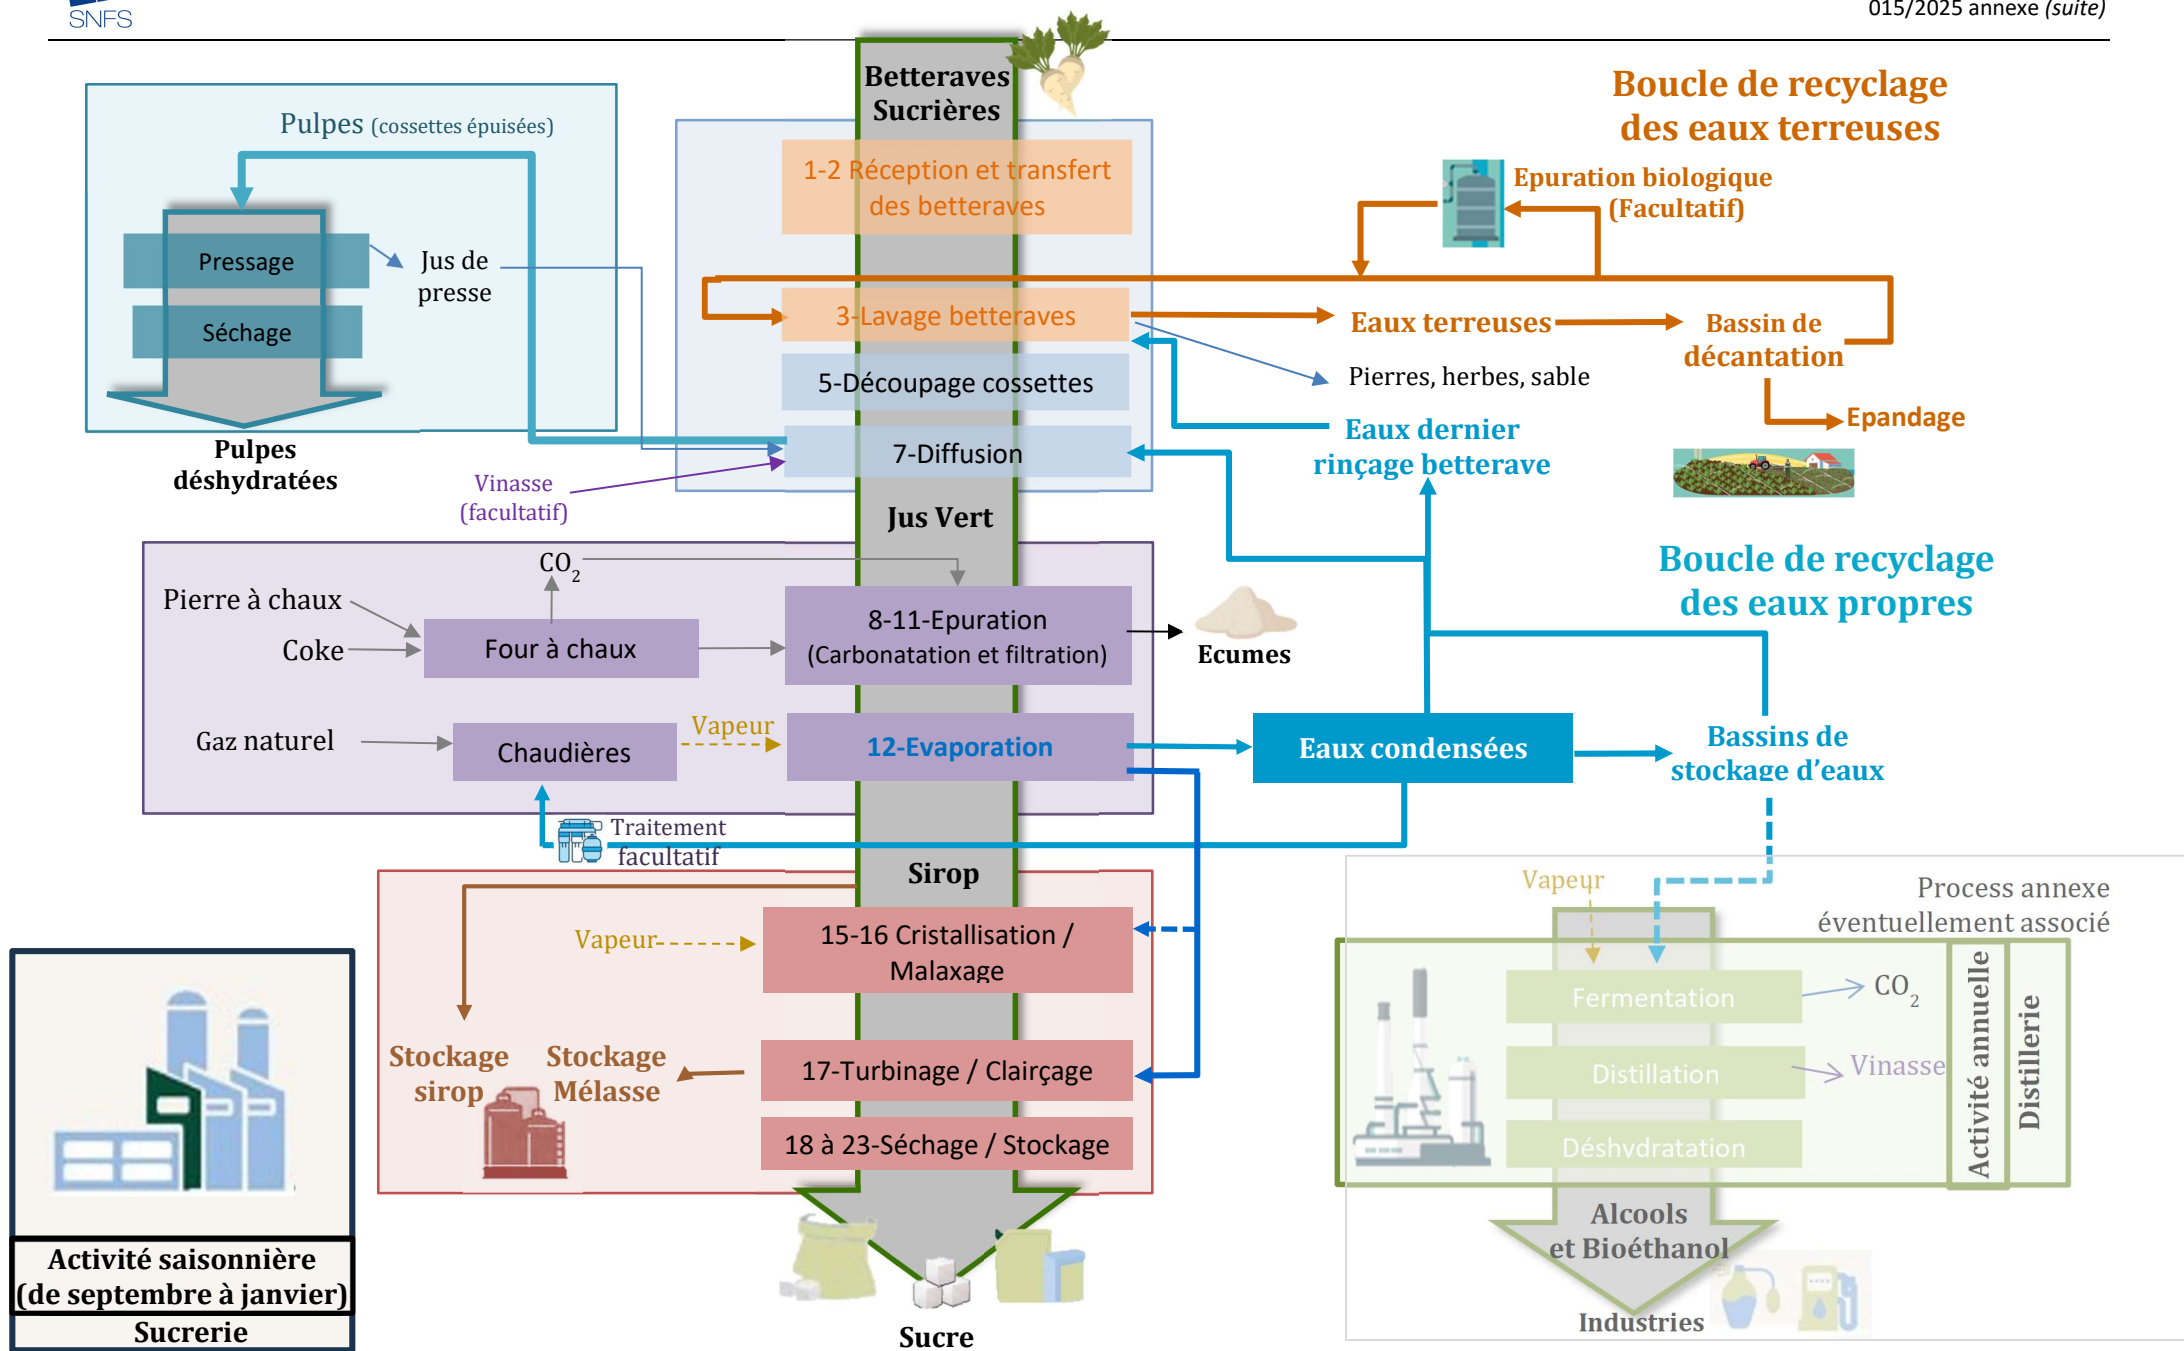 SNFS
015/2025 annexe (suite)
Betteraves
Sucrières
Boucle de recyclage
des eaux terreuses
Pulpes (cossettes épuisées)
1-2 Réception et transfert
des betteraves
Epuration biologique
(Facultatif)
Pressage
Jus de
presse
Séchage
3-Lavage betteraves
Eaux terreuses
Bassin de
décantation
5-Découpage cossettes
Pierres, herbes, sable
Epandage
Pulpes
déshydratées
7-Diffusion
Eaux dernier
rinçage betterave
Vinasse
(facultatif)
Jus Vert
Boucle de recyclage
des eaux propres
CO2
Pierre à chaux
Coke
Four à chaux
8-11-Epuration
(Carbonatation et filtration)
Ecumes
Gaz naturel
Chaudières
Vapeur
12-Evaporation
Eaux condensées
Bassins de
stockage d'eaux
Traitement
facultatif
Sirop
Vapeur
15-16 Cristallisation /
Malaxage
Stockage
sirop
Stockage
Mélasse
17-Turbinage / Clairçage
18 à 23-Séchage / Stockage
Sucre
Activité saisonnière
(de septembre à janvier)
Sucrerie
Vapeur
Process annexe
éventuellement associé
Fermentation
CO2
Distillation
Vinasse
Déshydratation
Activité annuelle
Distillerie
Alcools
et Bioéthanol
Industries